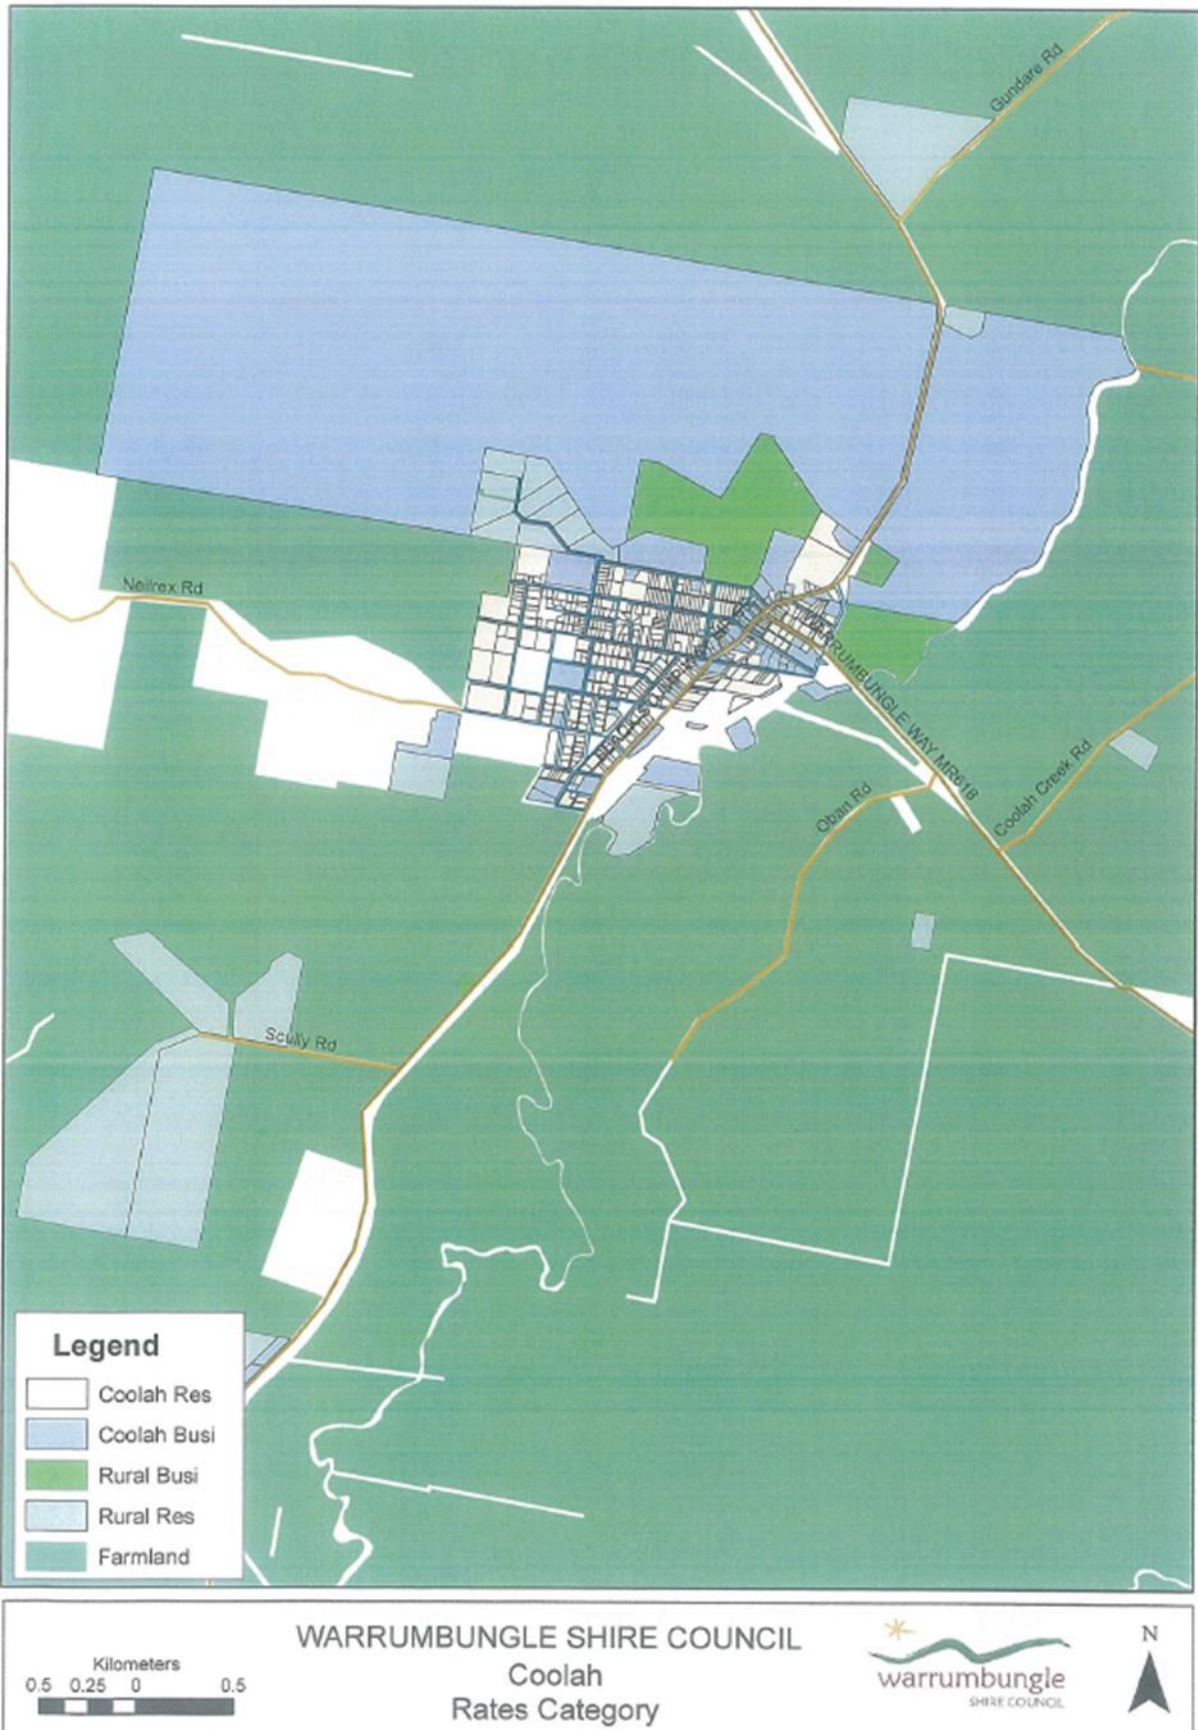 Gundare Rd
Neilrex Rd
WARRUMBUNGLE WAY MR618
Coolah Creek Rd
Oban Rd
Scully Rd
Legend
Coolah Res
Coolah Busi
Rural Busi
Rural Res
Farmland
WARRUMBUNGLE SHIRE COUNCIL
Coolah
Rates Category
Kilometers
0.5 0.25 0 0.5
warrumbungle
SHIRE COUNCIL
N